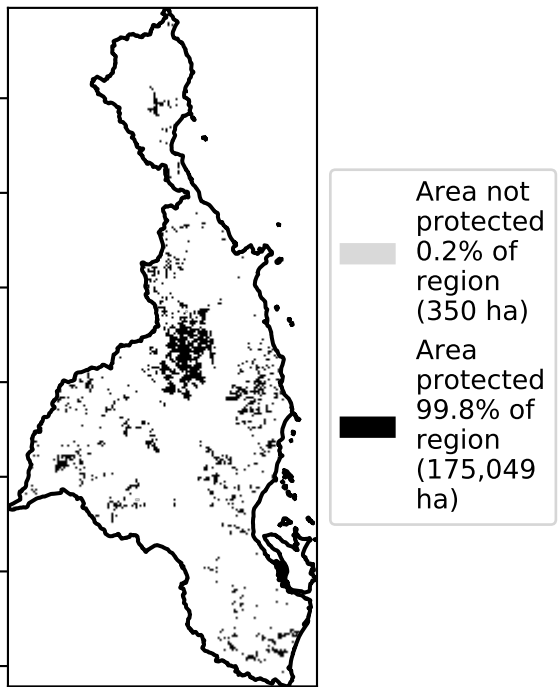 Area not
protected
0.2% of
region
(350 ha)
Area
protected
99.8% of
region
(175,049
ha)